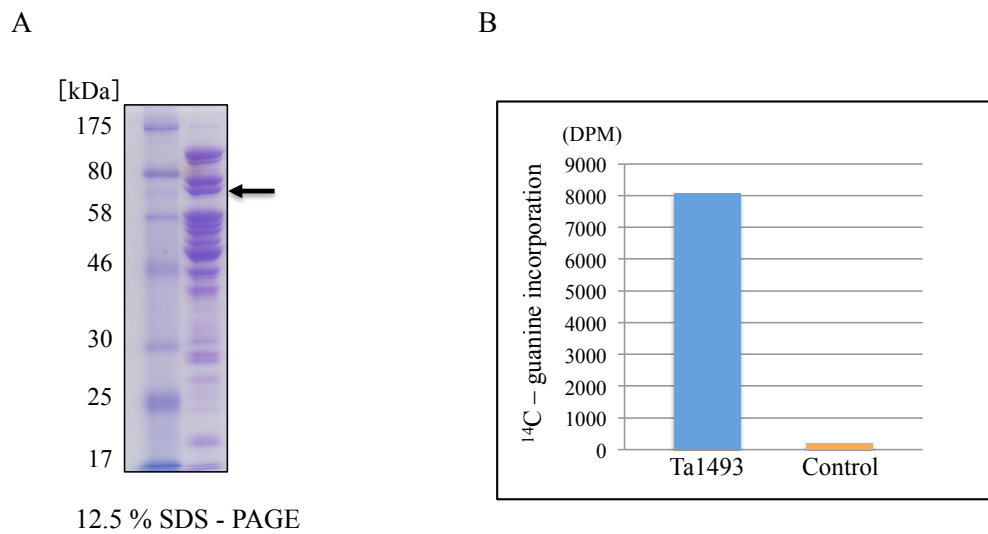 A
B
[kDa]
175
80
58
46
30
25
17
12.5 % SDS - PAGE
(DPM)
¹⁴C – guanine incorporation
9000
8000
7000
6000
5000
4000
3000
2000
1000
0
Ta1493 Control